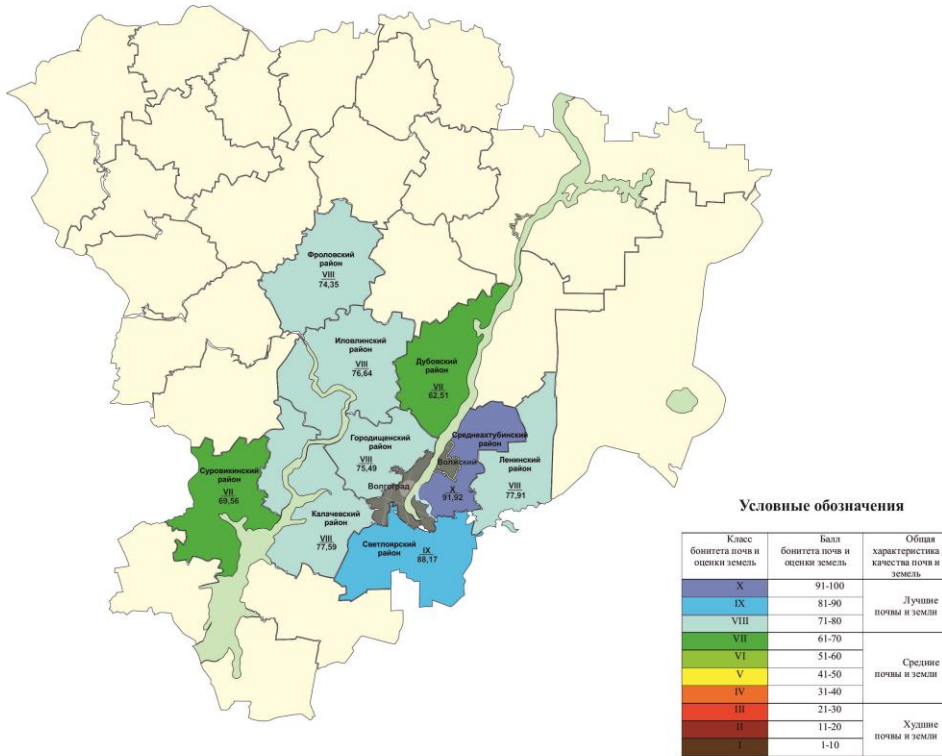 Фроловский
район
VIII
74,35
Иловлинский
район
VIII
76,64
Дубовский
район
VII
62,51
Городищенский
район
VIII
75,49
Среднеахтубинский
район
Волжский
X
91,92
Ленинский
район
VIII
77,91
Волгоград
Суровикинский
район
VII
69,56
Калачевский
район
VIII
77,59
Светлоярский
район
IX
88,17
Условные обозначения
Класс
бонитета почв и
оценки земель
Балл
бонитета почв и
оценки земель
Общая
характеристика
качества почв и
земель
X 91-100
IX 81-90
VIII 71-80
Лучшие
почвы и земли
VII 61-70
VI 51-60
V 41-50
IV 31-40
Средние
почвы и земли
III 21-30
II 11-20
I 1-10
Худшие
почвы и земли